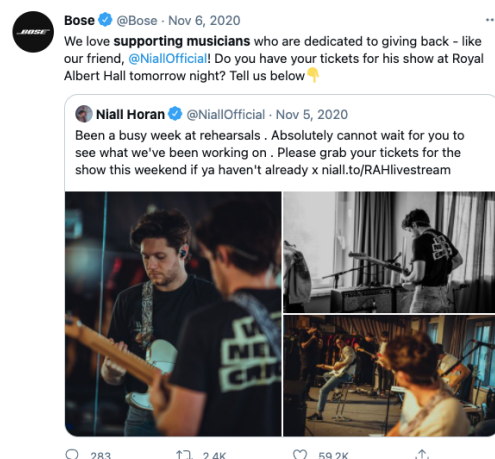 BOSE
Bose @Bose · Nov 6, 2020
We love supporting musicians who are dedicated to giving back - like
our friend, @NiallOfficial! Do you have your tickets for his show at Royal
Albert Hall tomorrow night? Tell us below👇
Niall Horan @NiallOfficial · Nov 5, 2020
Been a busy week at rehearsals . Absolutely cannot wait for you to
see what we've been working on . Please grab your tickets for the
show this weekend if ya haven't already x niall.to/RAHlivestream
283 2.4K 59.2K